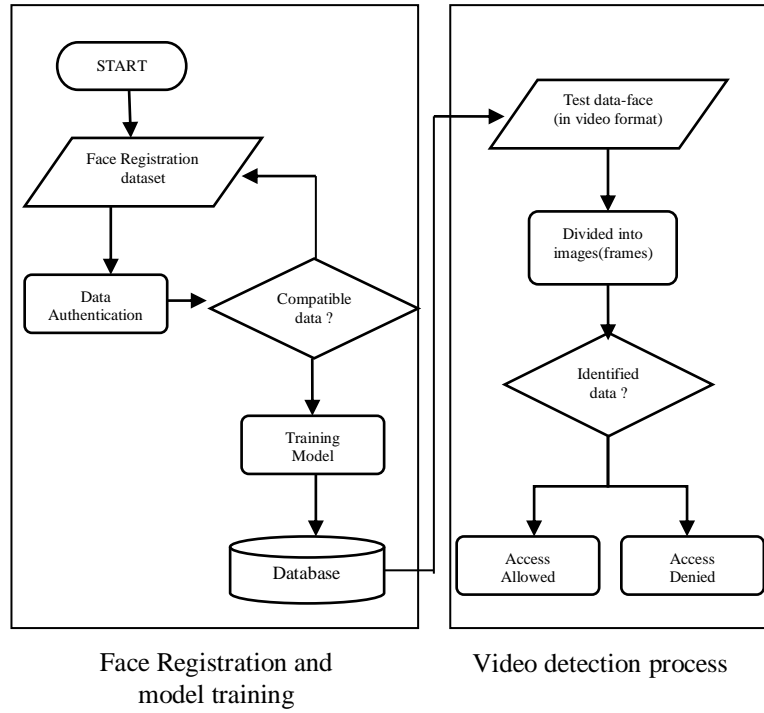 START
Face Registration
dataset
Data
Authentication
Compatible
data ?
Training
Model
Database
Test data-face
(in video format)
Divided into
images(frames)
Identified
data ?
Access
Allowed
Access
Denied
Face Registration and
model training
Video detection process